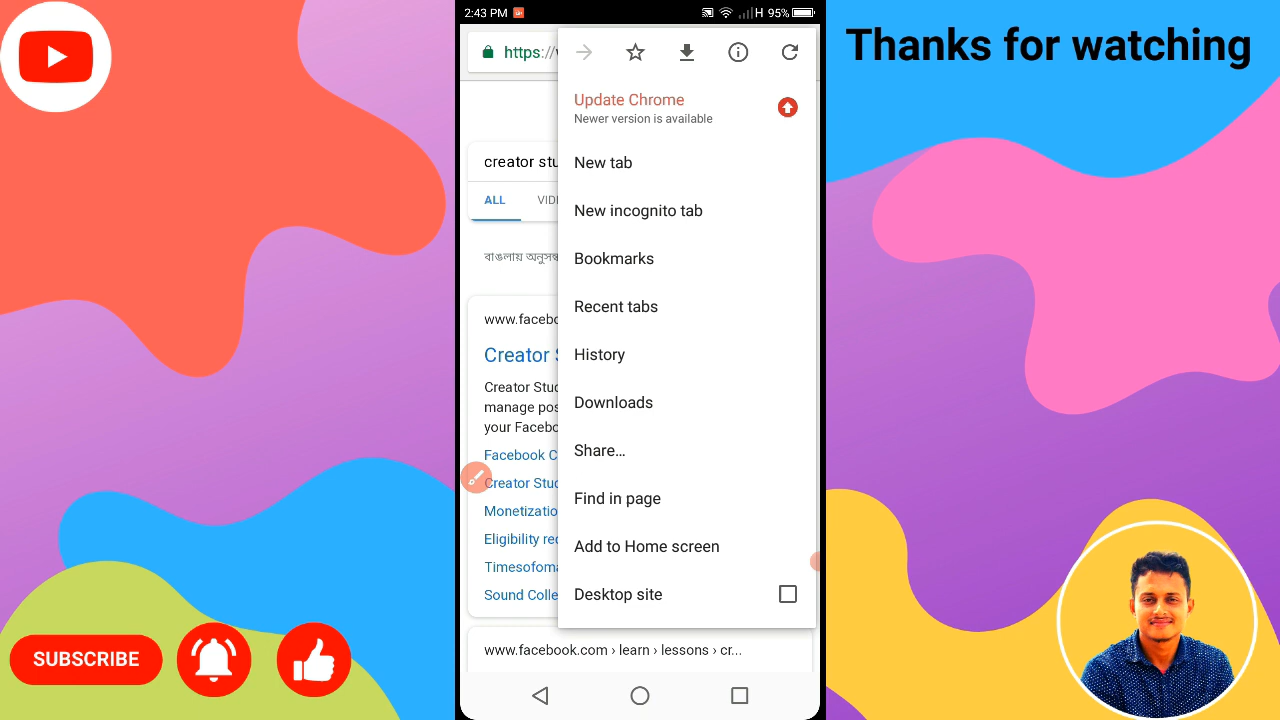 2:43 PM
H 95%
Thanks for watching
https://
Update Chrome
Newer version is available
creator stu
New tab
ALL
New incognito tab
Bookmarks
Recent tabs
www.facebo
Creator
History
Creator Stud
manage pos
your Facebo
Downloads
Facebook C
Share...
Creator Stud
Find in page
Monetizatio
Eligibility req
Add to Home screen
Timesofoma
Sound Colle
Desktop site
www.facebook.com › learn › lessons › cr...
SUBSCRIBE